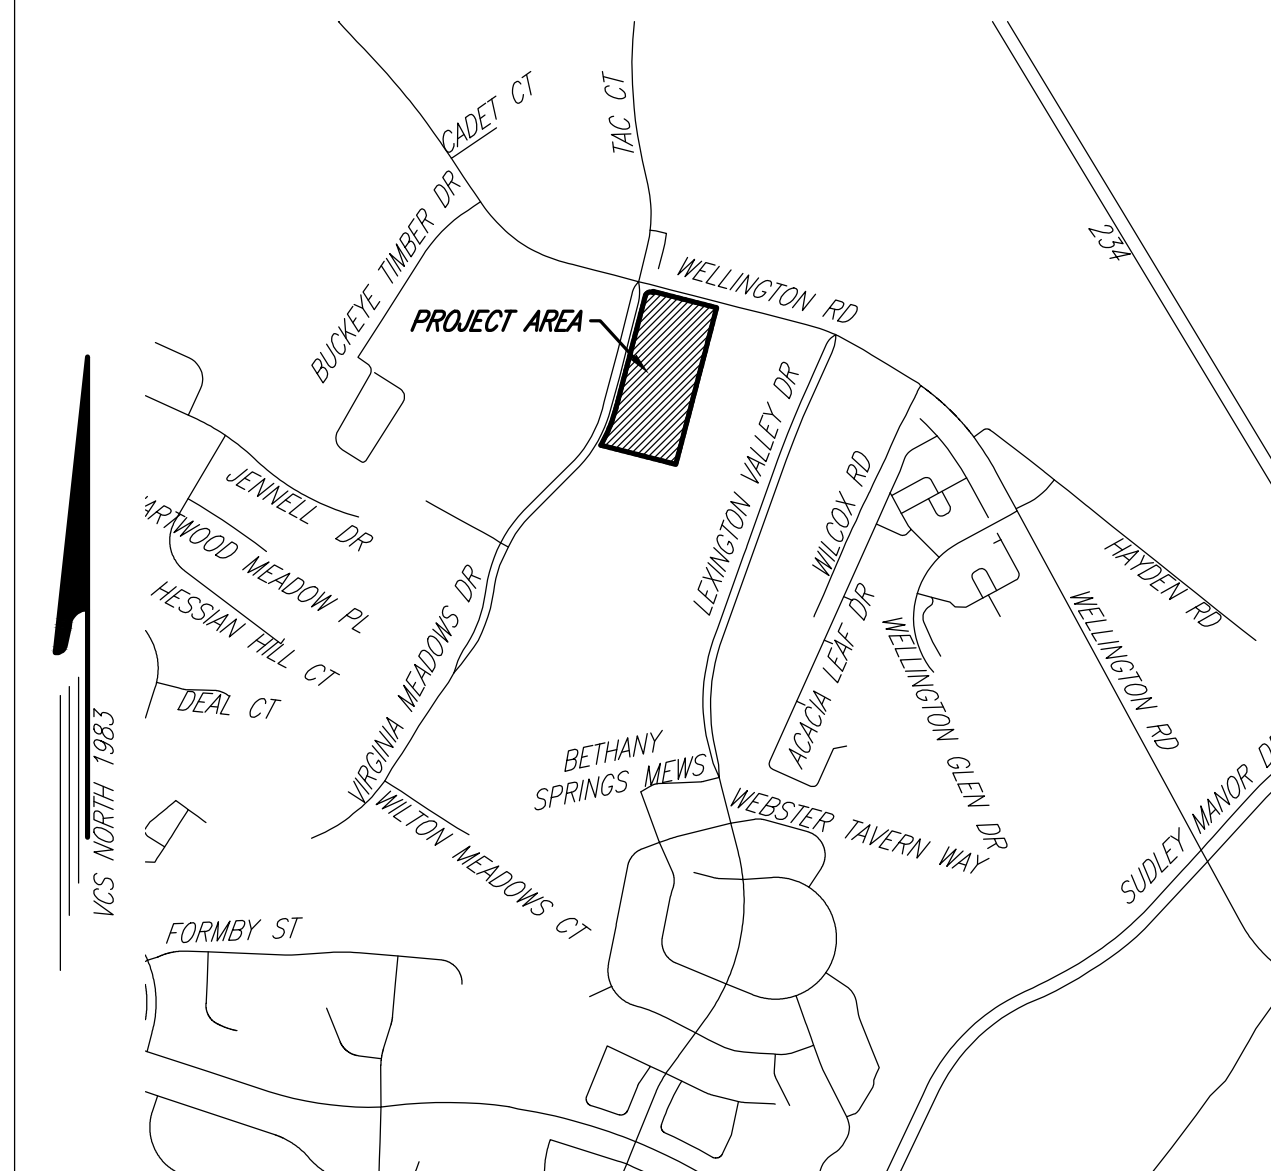 CADET CT
TAC CT
BUCKEYE TIMBER DR
234
WELLINGTON RD
PROJECT AREA
LEXINGTON VALLEY DR
WILCOX RD
JENNELL DR
ARTWOOD MEADOW PL
HESSIAN HILL CT
DEAL CT
HAYDEN RD
WELLINGTON RD
ACACIA LEAF DR
WELLINGTON GLEN DR
VIRGINIA MEADOWS DR
VCS NORTH 1983
BETHANY
SPRINGS MEWS
WEBSTER TAVERN WAY
WILTON MEADOWS CT
SUDLEY MANOR D
FORMBY ST